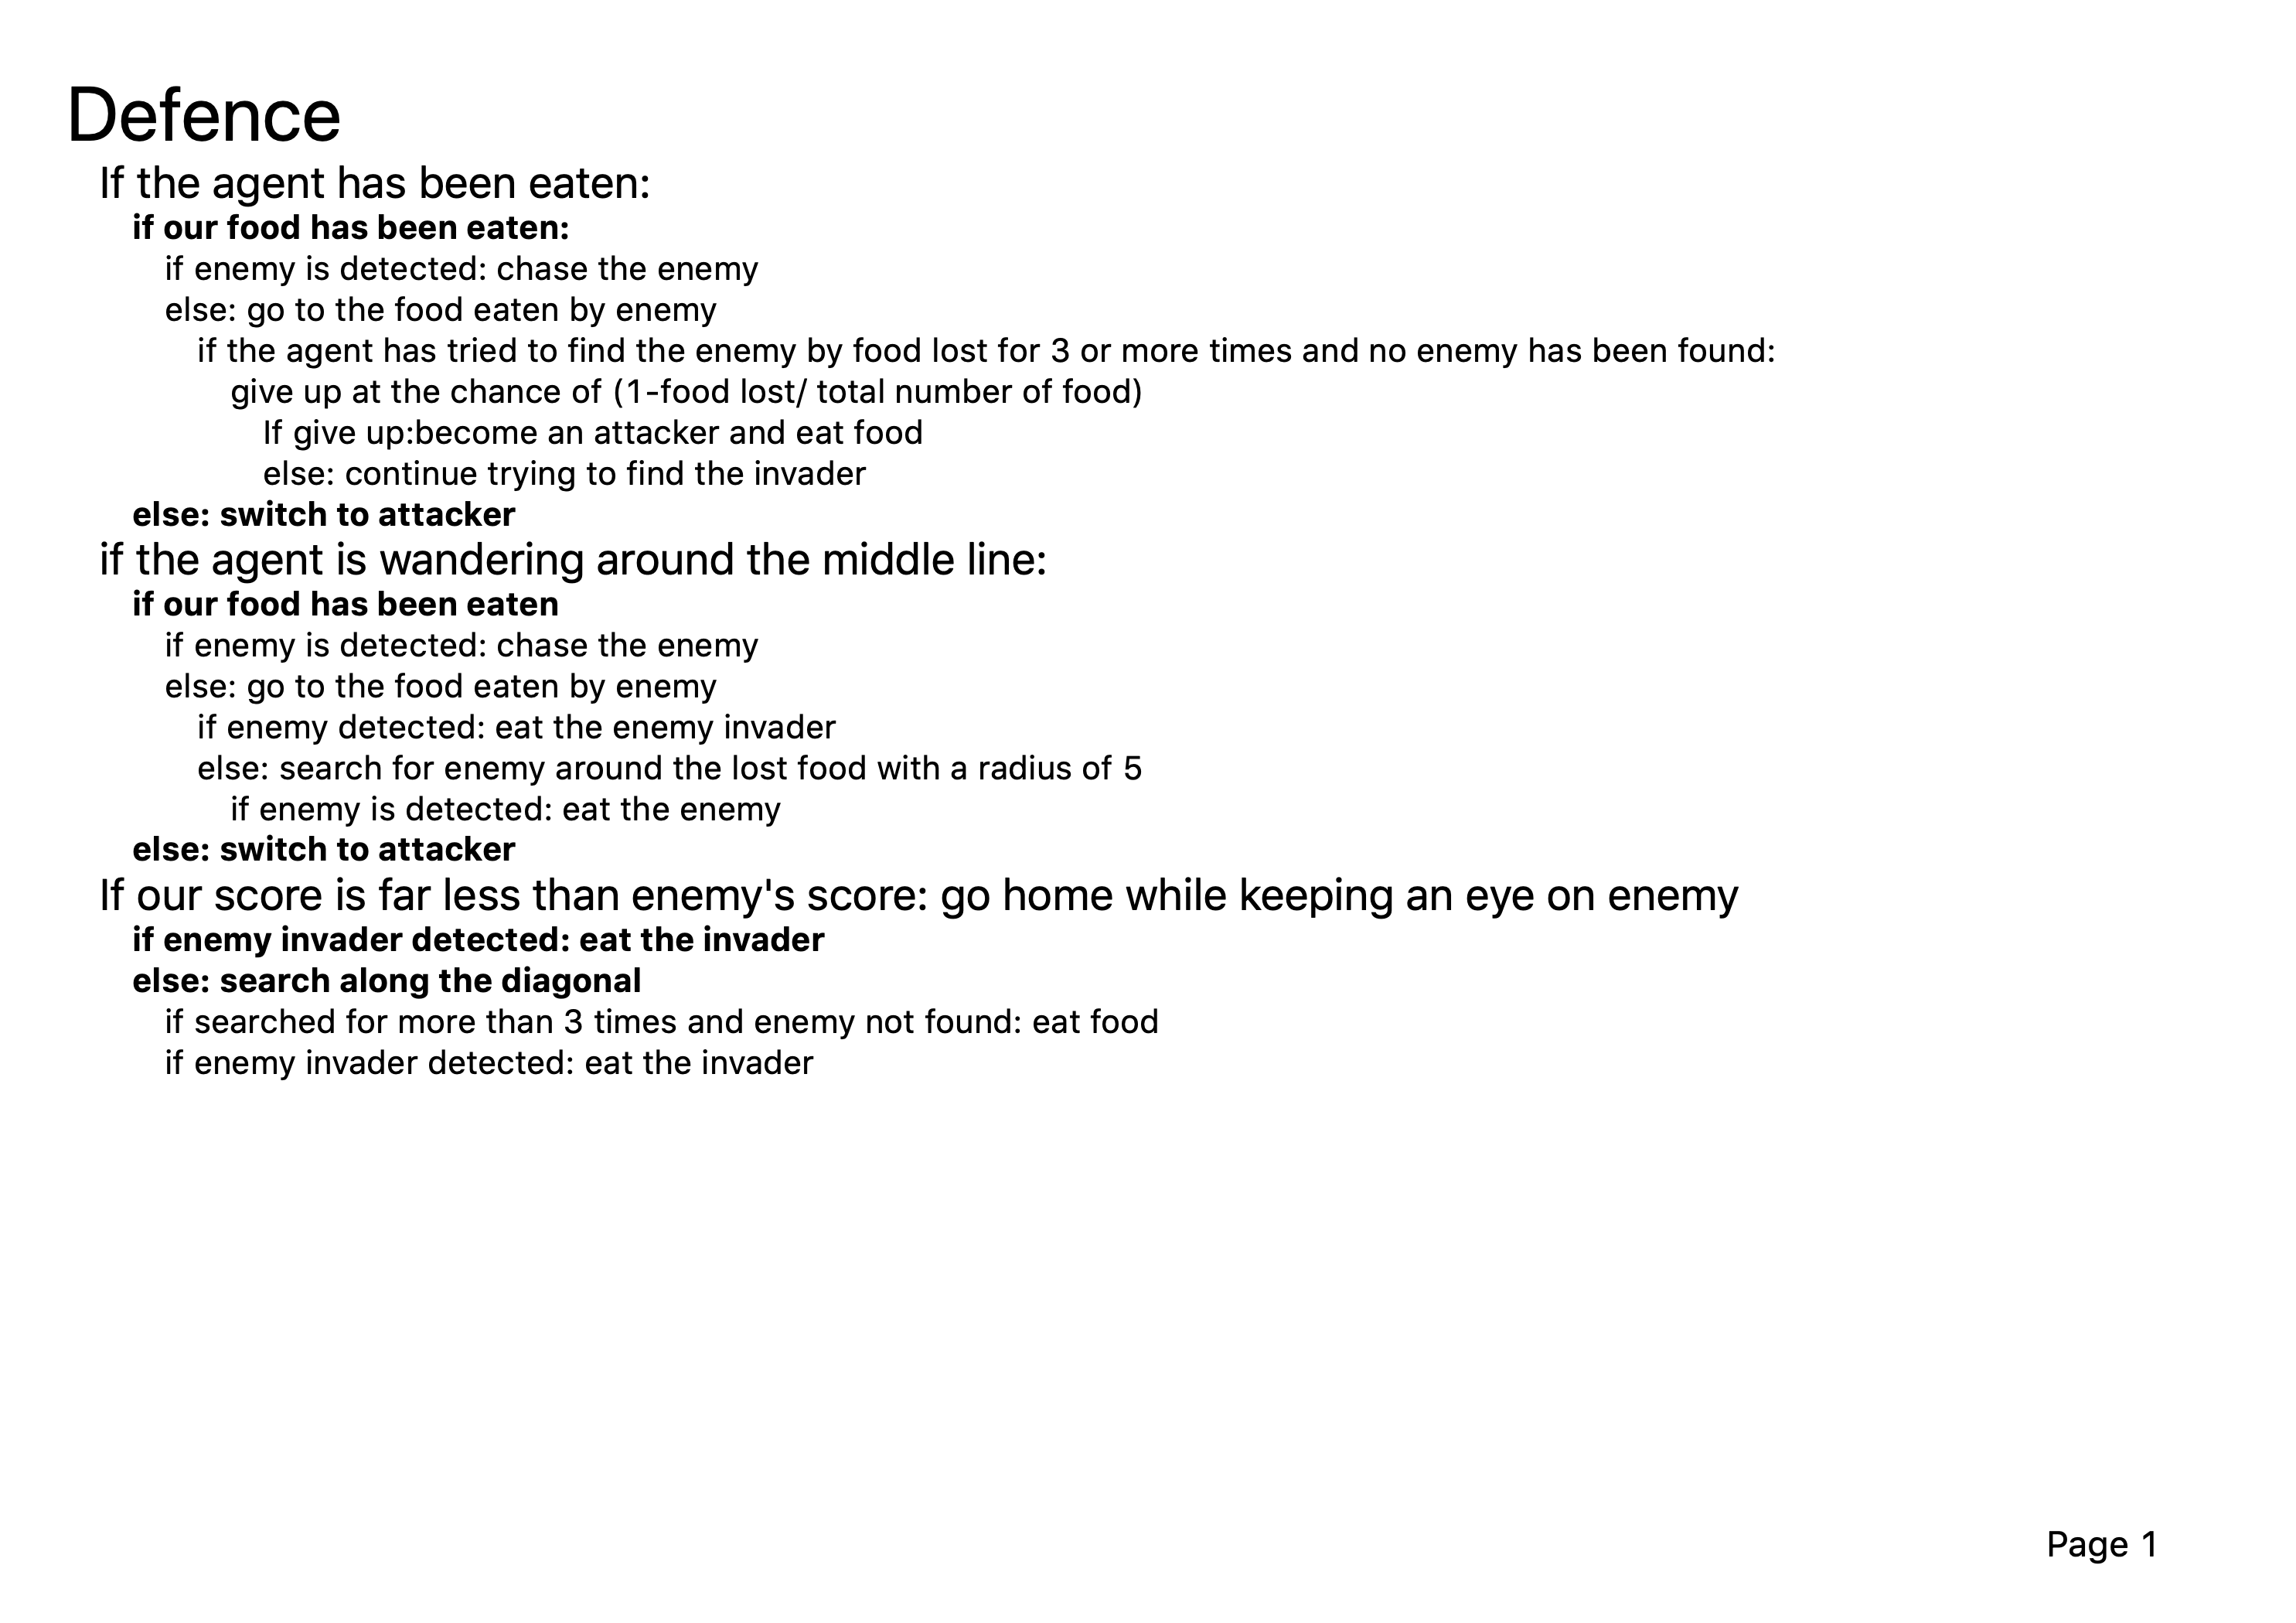 Defence
If the agent has been eaten:
if our food has been eaten:
if enemy is detected: chase the enemy
else: go to the food eaten by enemy
if the agent has tried to find the enemy by food lost for 3 or more times and no enemy has been found:
give up at the chance of (1-food lost/ total number of food)
If give up:become an attacker and eat food
else: continue trying to find the invader
else: switch to attacker
if the agent is wandering around the middle line:
if our food has been eaten
if enemy is detected: chase the enemy
else: go to the food eaten by enemy
if enemy detected: eat the enemy invader
else: search for enemy around the lost food with a radius of 5
if enemy is detected: eat the enemy
else: switch to attacker
If our score is far less than enemy's score: go home while keeping an eye on enemy
if enemy invader detected: eat the invader
else: search along the diagonal
if searched for more than 3 times and enemy not found: eat food
if enemy invader detected: eat the invader
Page 1